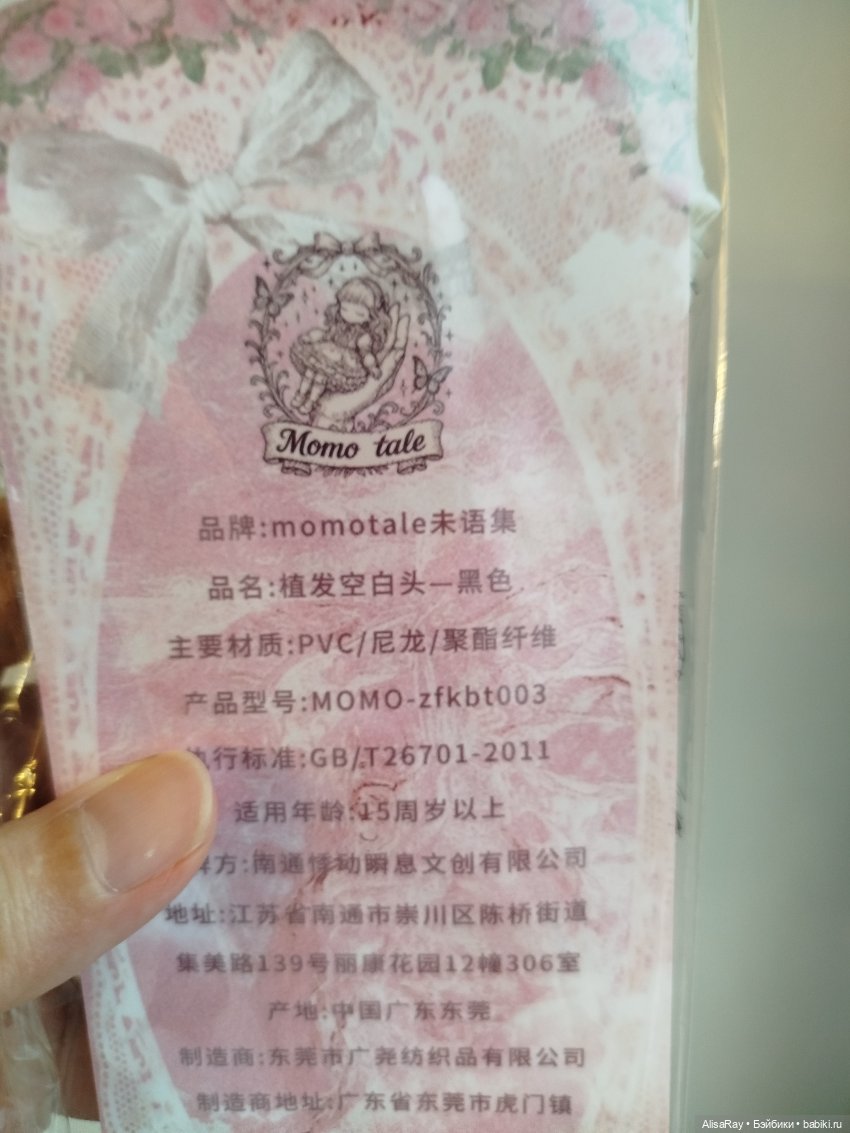 Momo tale
品牌:momotale未语集
品名:植发空白头—黑色
主要材质:PVC/尼龙/聚酯纤维
产品型号:MOMO-zfkbt003
执行标准:GB/T26701-2011
适用年龄:15周岁以上
牌方:南通悸动瞬息文创有限公司
地址:江苏省南通市崇川区陈桥街道
集美路139号丽康花园12幢306室
产地:中国广东东莞
制造商:东莞市广尧纺织品有限公司
制造商地址:广东省东莞市虎门镇
AlisaRay • Бэйбики • babiki.ru